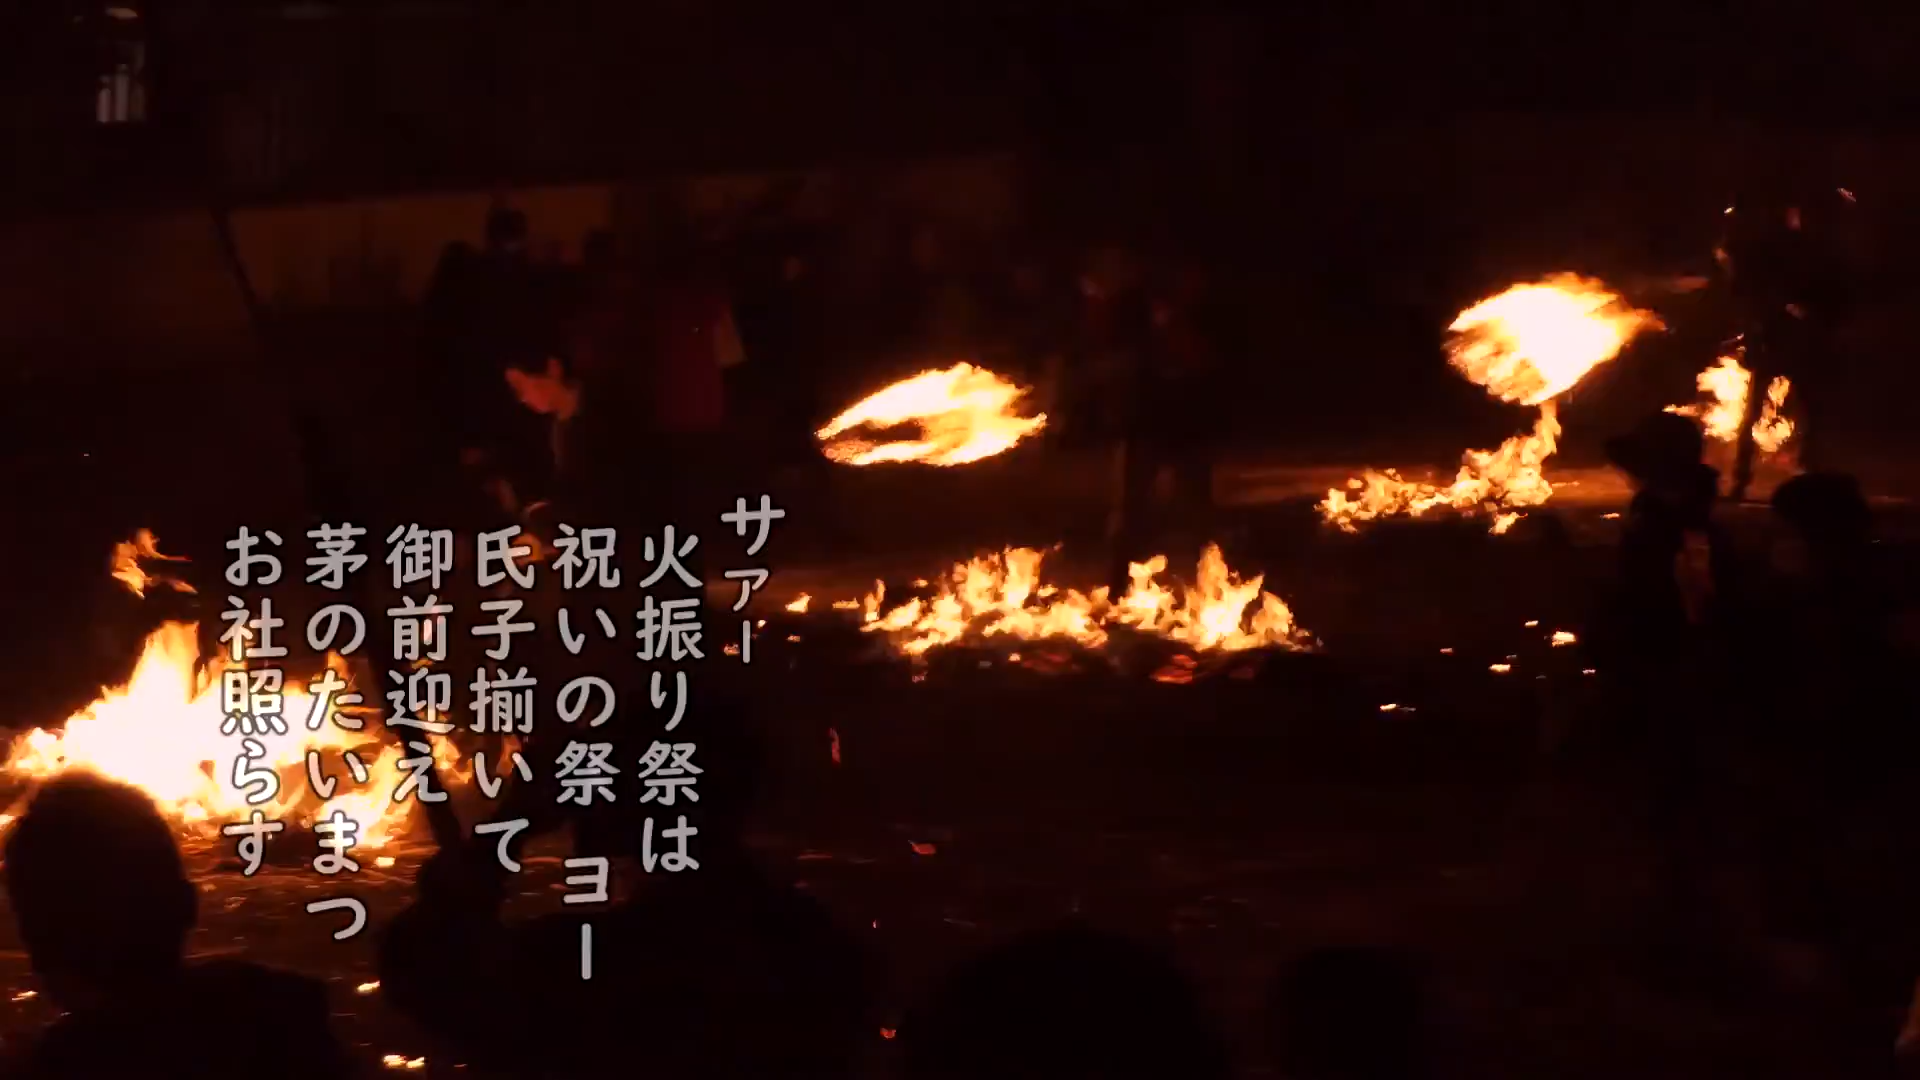 サァー
火振り祭は
祝いの祭 ヨー
氏子揃いて
御前迎え
茅のたいまつ
お社照らす